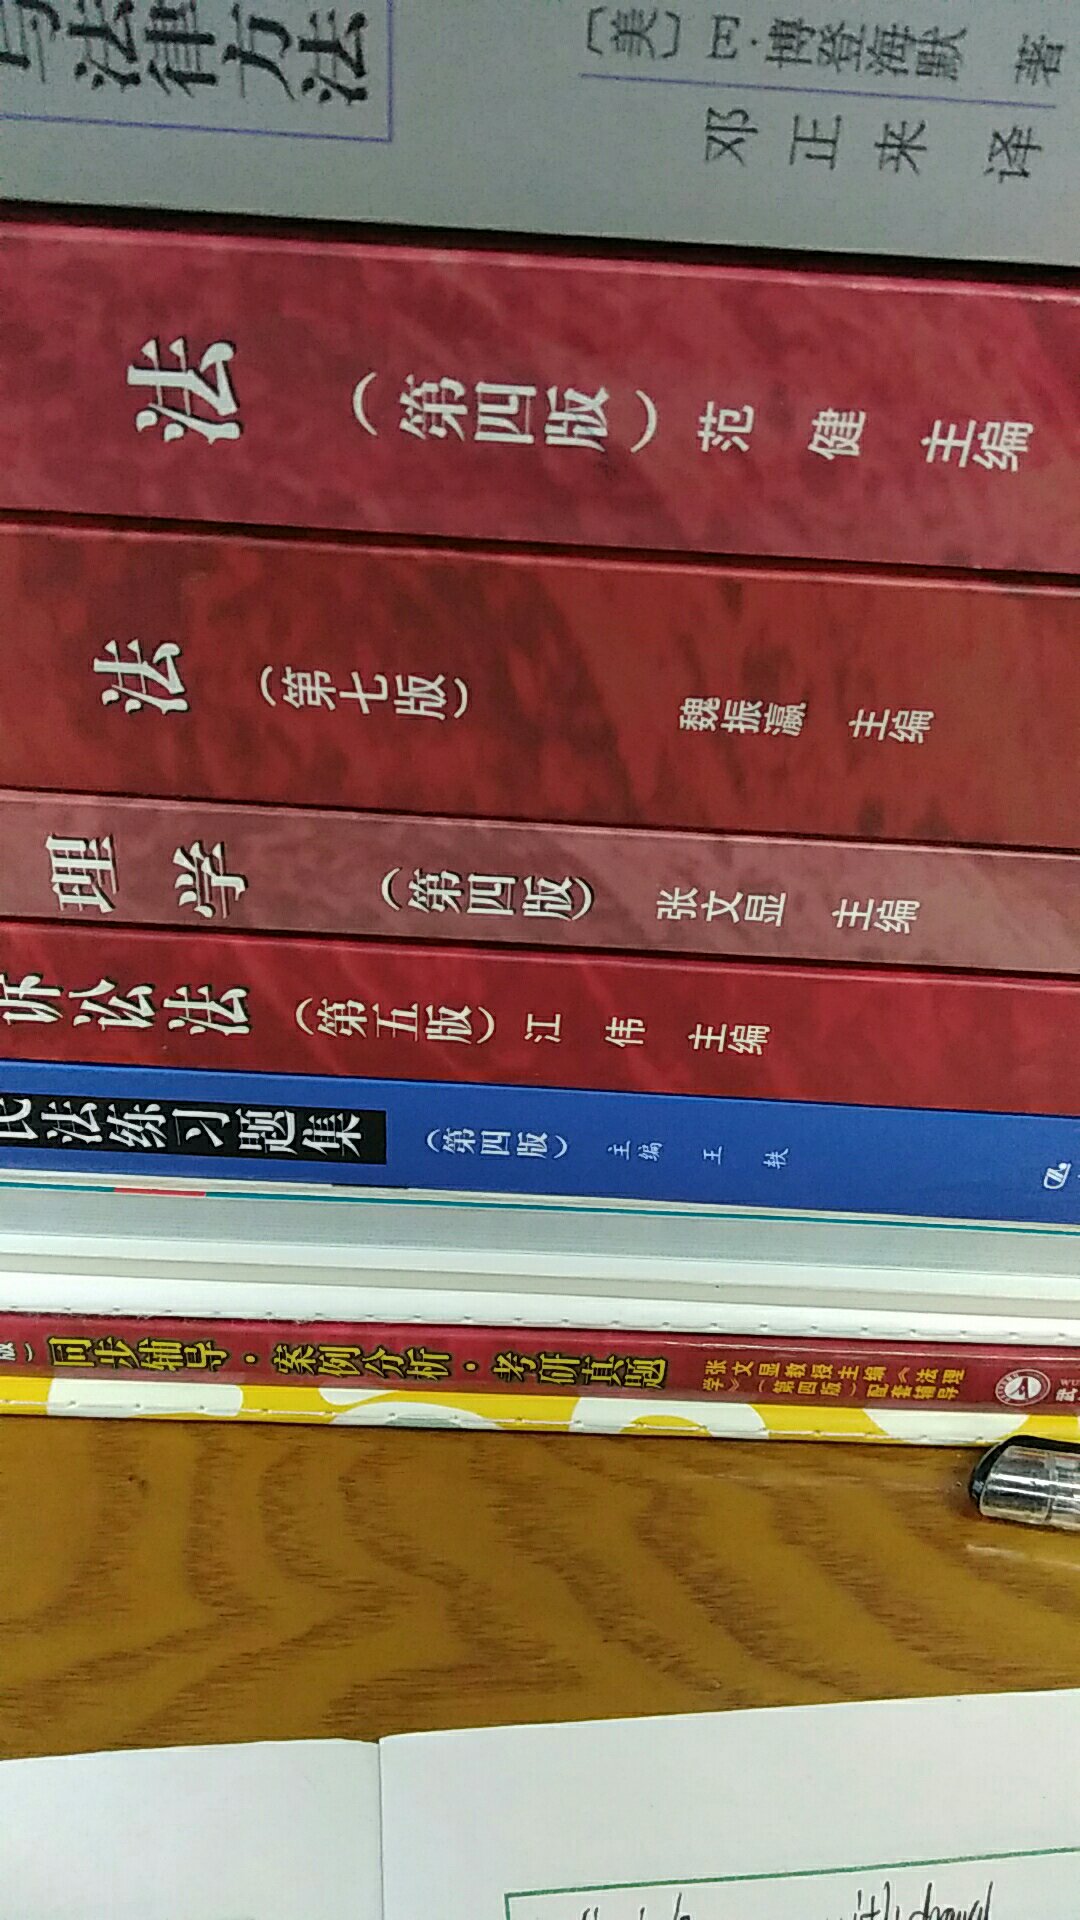 与法律方法
〔美〕E·博登海默 著
邓正来 译
法 (第四版) 范健 主编
法 (第七版) 魏振瀛 主编
理学 (第四版) 张文显 主编
诉讼法 (第五版) 江伟 主编
民法练习题集 (第四版) 主编 王轶
版) 同步辅导·案例分析·考研真题 张文显教授主编《法理
学》(第四版)配套辅导 武